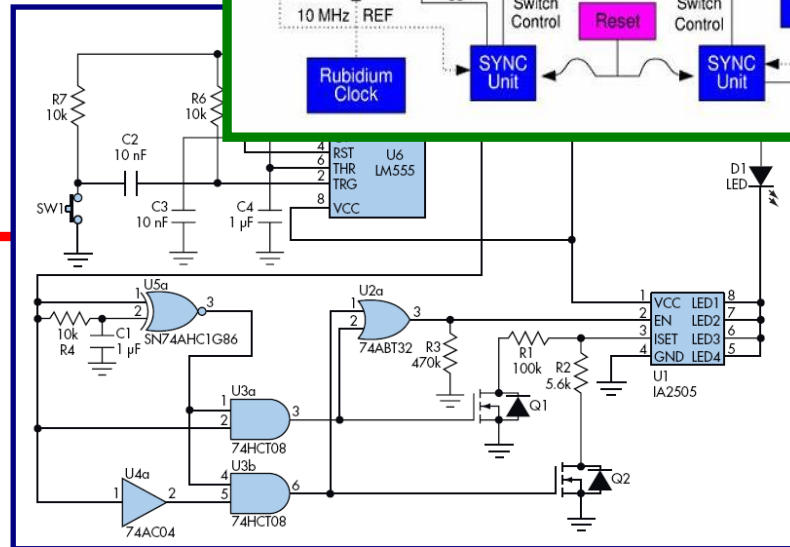 Switch
Control
Switch
Control
10 MHz REF
Reset
Rubidium
Clock
SYNC
Unit
SYNC
Unit
R7
10k
R6
10k
C2
10 nF
SW1
C3
10 nF
C4
1 µF
4 RST
6 THR
2 TRG
8 VCC
U6
LM555
D1
LED
U5a
1
2
3
SN74AHC1G86
10k
R4
C1
1 µF
U2a
1
2
3
74ABT32
R3
470k
R1
100k
R2
5.6k
1 VCC LED1 8
2 EN LED2 7
3 ISET LED3 6
4 GND LED4 5
U1
IA2505
U3a
1
2
3
74HCT08
Q1
U4a
1
2
74AC04
U3b
4
5
6
74HCT08
Q2